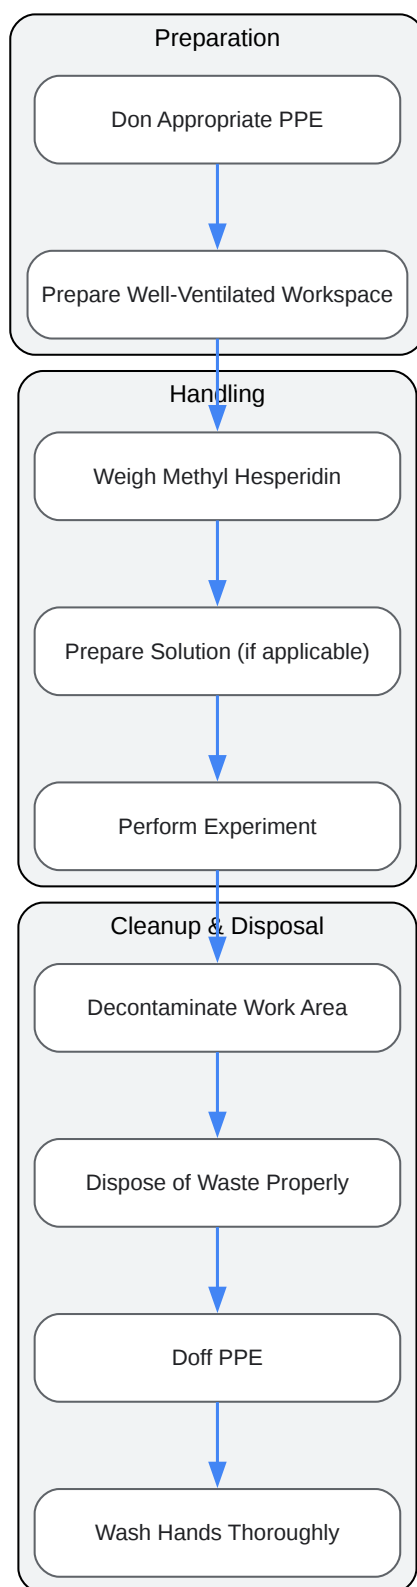 Preparation
Don Appropriate PPE
Prepare Well-Ventilated Workspace
Handling
Weigh Methyl Hesperidin
Prepare Solution (if applicable)
Perform Experiment
Cleanup & Disposal
Decontaminate Work Area
Dispose of Waste Properly
Doff PPE
Wash Hands Thoroughly